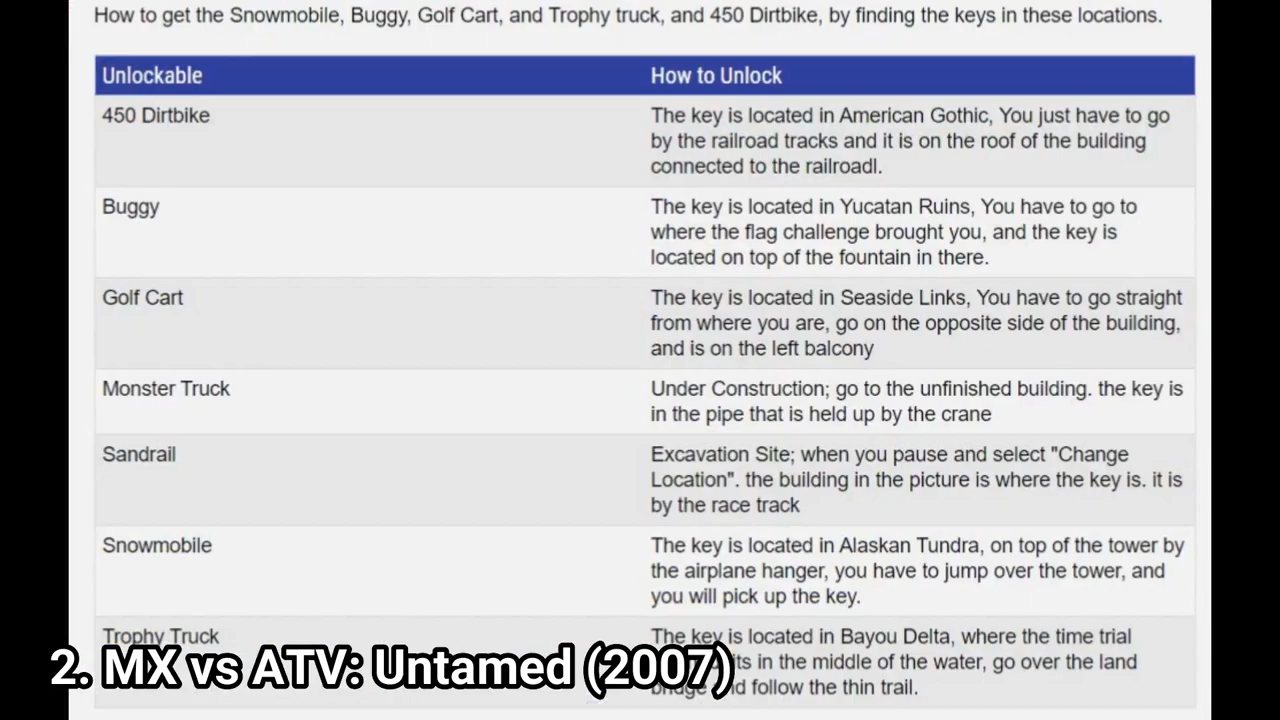 How to get the Snowmobile, Buggy, Golf Cart, and Trophy truck, and 450 Dirtbike, by finding the keys in these locations.
Unlockable How to Unlock
450 Dirtbike The key is located in American Gothic, You just have to go
by the railroad tracks and it is on the roof of the building
connected to the railroadl.
Buggy The key is located in Yucatan Ruins, You have to go to
where the flag challenge brought you, and the key is
located on top of the fountain in there.
Golf Cart The key is located in Seaside Links, You have to go straight
from where you are, go on the opposite side of the building,
and is on the left balcony
Monster Truck Under Construction; go to the unfinished building. the key is
in the pipe that is held up by the crane
Sandrail Excavation Site; when you pause and select "Change
Location". the building in the picture is where the key is. it is
by the race track
Snowmobile The key is located in Alaskan Tundra, on top of the tower by
the airplane hanger, you have to jump over the tower, and
you will pick up the key.
Trophy Truck The key is located in Bayou Delta, where the time trial
in the middle of the water, go over the land
bridge and follow the thin trail.
2. MX vs ATV: Untamed (2007)